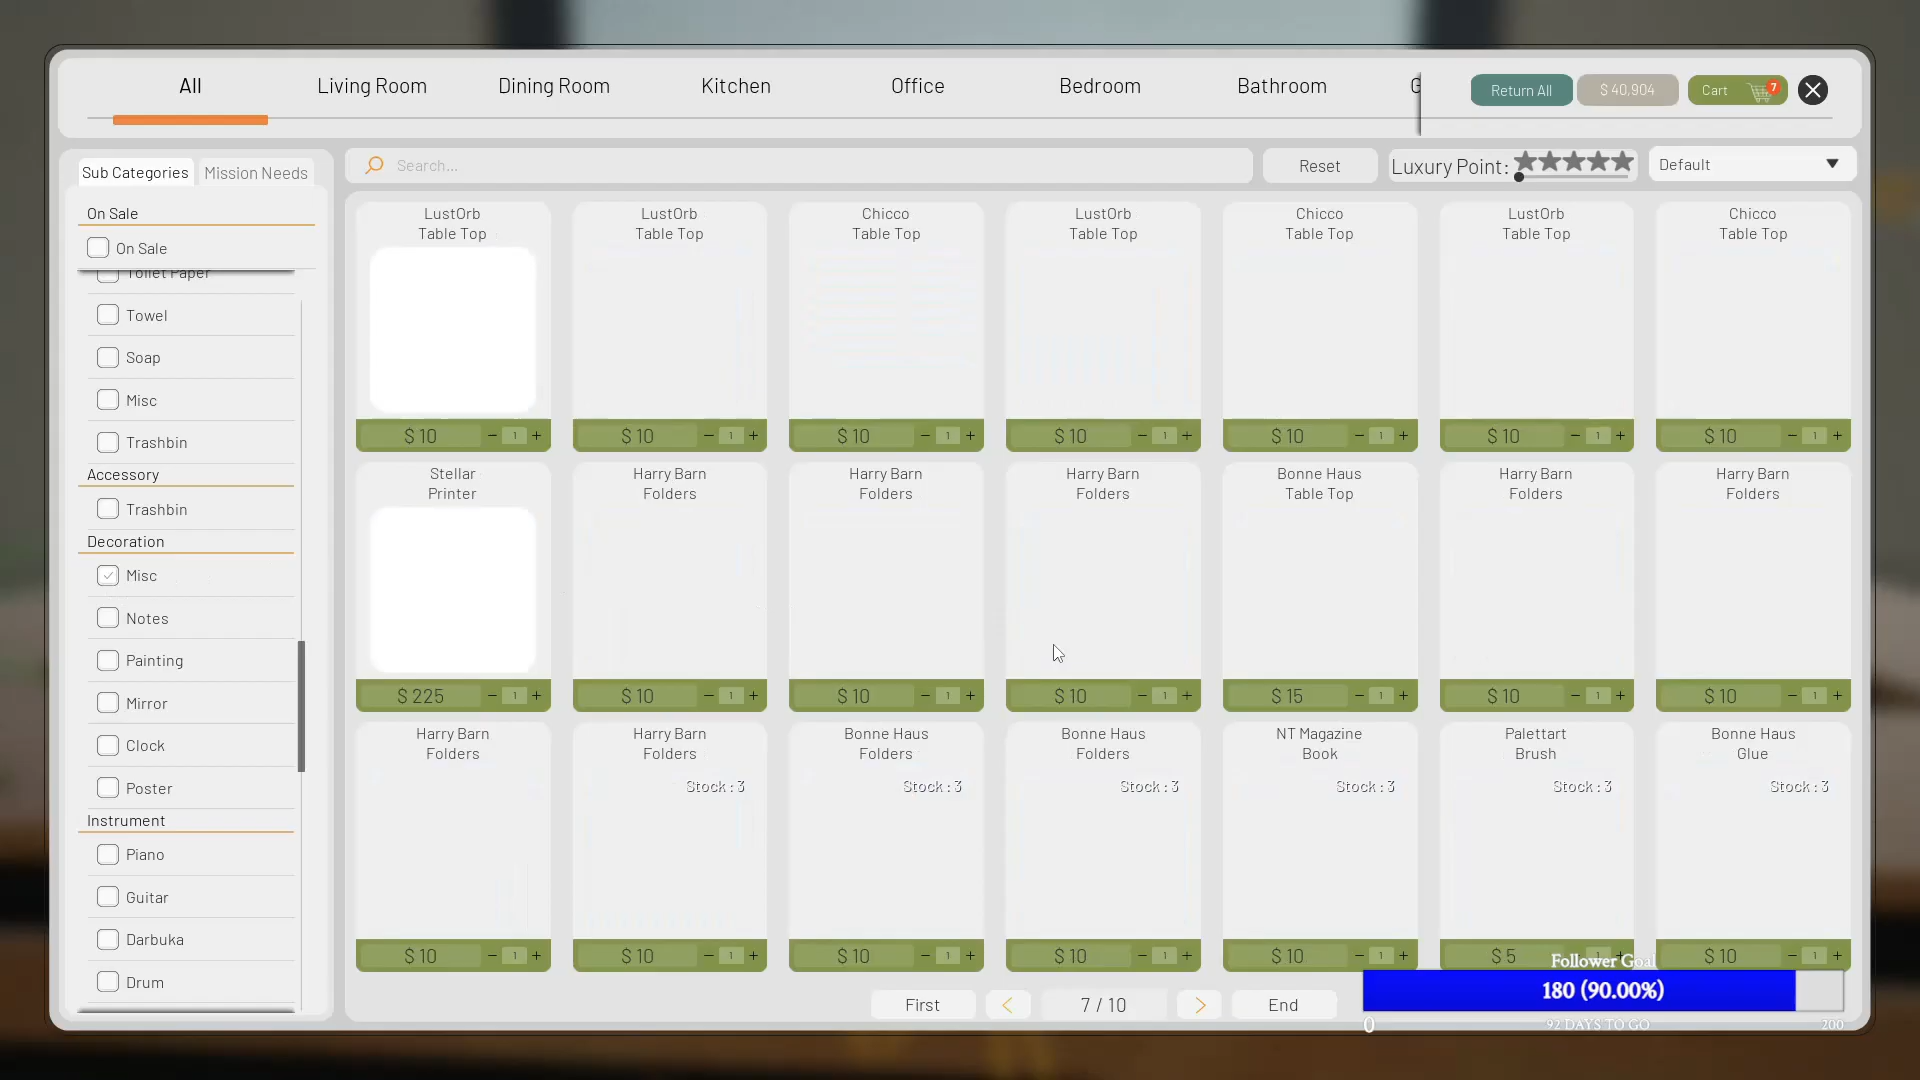 All
Living Room
Dining Room
Kitchen
Office
Bedroom
Bathroom
G
Return All
$ 40,904
Cart
7
Sub Categories
Mission Needs
Search...
Reset
Luxury Point:
Default
On Sale
On Sale
Toilet Paper
Towel
Soap
Misc
Trashbin
Accessory
Trashbin
Decoration
Misc
Notes
Painting
Mirror
Clock
Poster
Instrument
Piano
Guitar
Darbuka
Drum
LustOrb
Table Top
$ 10
− 1 +
LustOrb
Table Top
$ 10
− 1 +
Chicco
Table Top
$ 10
− 1 +
LustOrb
Table Top
$ 10
− 1 +
Chicco
Table Top
$ 10
− 1 +
LustOrb
Table Top
$ 10
− 1 +
Chicco
Table Top
$ 10
− 1 +
Stellar
Printer
$ 225
− 1 +
Harry Barn
Folders
$ 10
− 1 +
Harry Barn
Folders
$ 10
− 1 +
Harry Barn
Folders
$ 10
− 1 +
Bonne Haus
Table Top
$ 15
− 1 +
Harry Barn
Folders
$ 10
− 1 +
Harry Barn
Folders
$ 10
− 1 +
Harry Barn
Folders
$ 10
− 1 +
Harry Barn
Folders
Stock : 3
$ 10
− 1 +
Bonne Haus
Folders
Stock : 3
$ 10
− 1 +
Bonne Haus
Folders
Stock : 3
$ 10
− 1 +
NT Magazine
Book
Stock : 3
$ 10
− 1 +
Palettart
Brush
Stock : 3
$ 5
− 1 +
Bonne Haus
Glue
Stock : 3
$ 10
− 1 +
First
<
7 / 10
>
End
Follower Goal
180 (90.00%)
0
92 DAYS TO GO
200